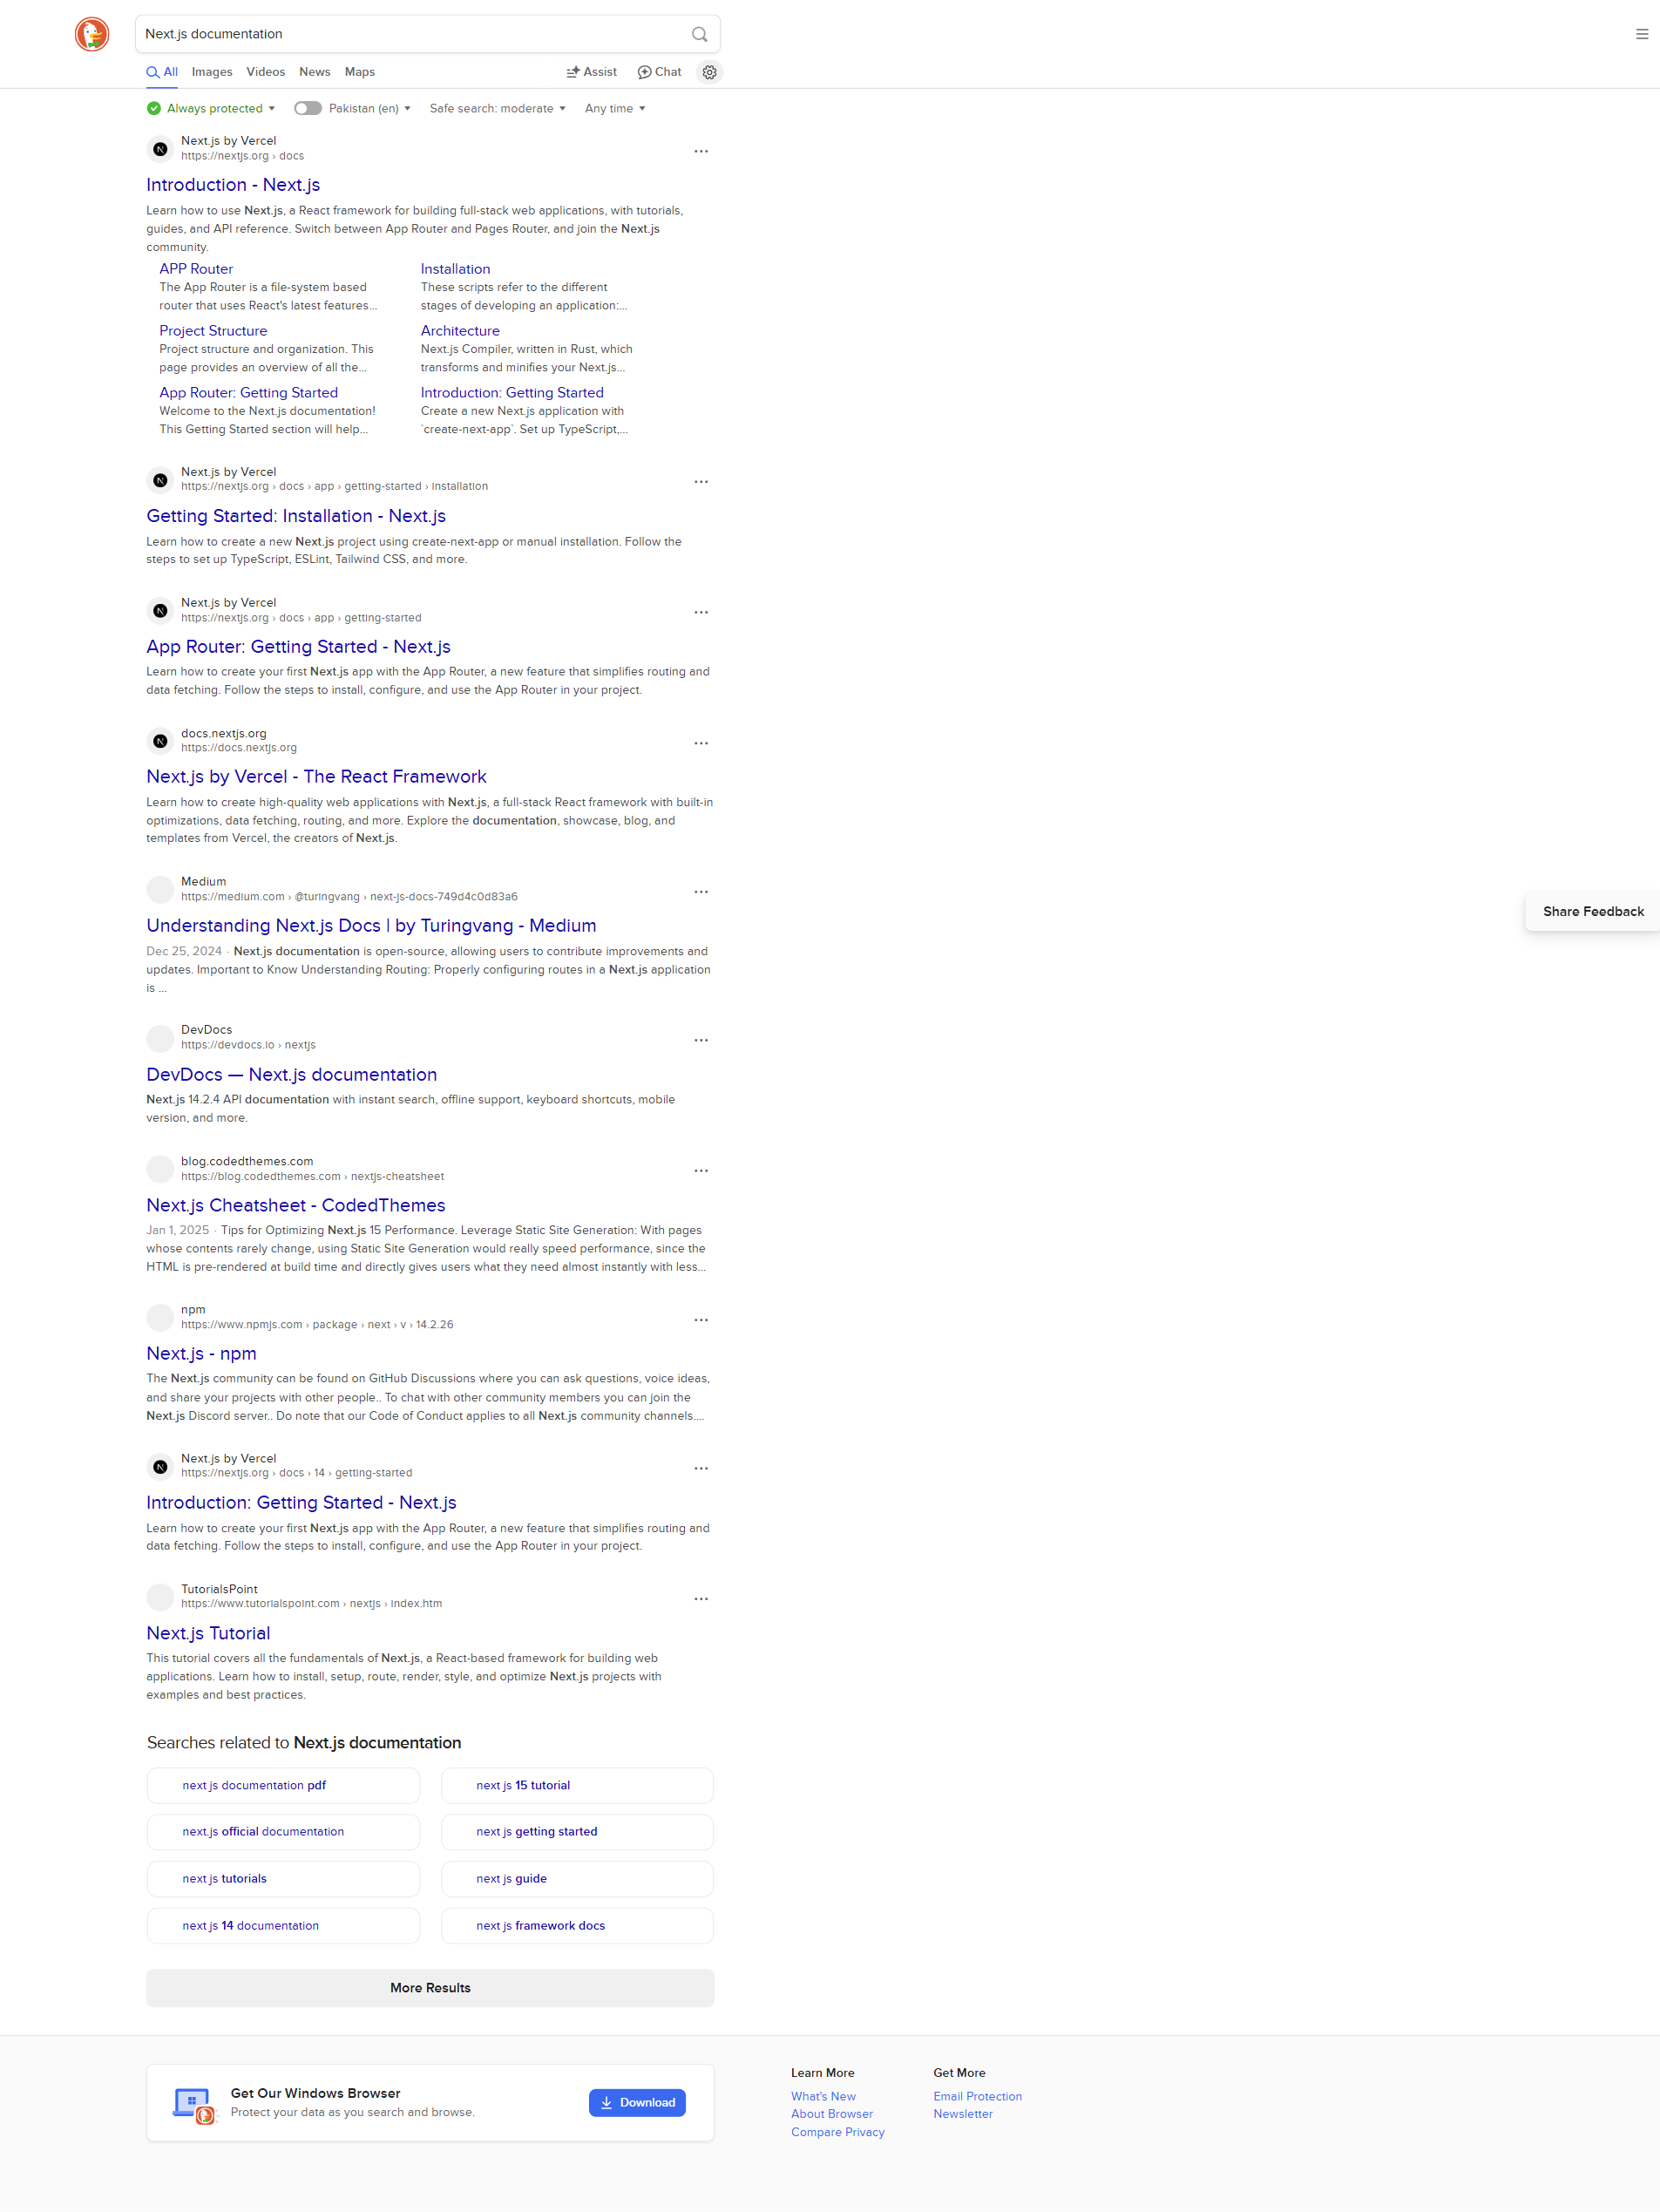 Next.js documentation
All Images Videos News Maps Assist Chat
Always protected Pakistan (en) Safe search: moderate Any time
Next.js by Vercel
https://nextjs.org › docs
Introduction - Next.js
Learn how to use Next.js, a React framework for building full-stack web applications, with tutorials,
guides, and API reference. Switch between App Router and Pages Router, and join the Next.js
community.
APP Router
The App Router is a file-system based
router that uses React's latest features...
Installation
These scripts refer to the different
stages of developing an application:...
Project Structure
Project structure and organization. This
page provides an overview of all the...
Architecture
Next.js Compiler, written in Rust, which
transforms and minifies your Next.js...
App Router: Getting Started
Welcome to the Next.js documentation!
This Getting Started section will help...
Introduction: Getting Started
Create a new Next.js application with
`create-next-app`. Set up TypeScript,...
Next.js by Vercel
https://nextjs.org › docs › app › getting-started › installation
Getting Started: Installation - Next.js
Learn how to create a new Next.js project using create-next-app or manual installation. Follow the
steps to set up TypeScript, ESLint, Tailwind CSS, and more.
Next.js by Vercel
https://nextjs.org › docs › app › getting-started
App Router: Getting Started - Next.js
Learn how to create your first Next.js app with the App Router, a new feature that simplifies routing and
data fetching. Follow the steps to install, configure, and use the App Router in your project.
docs.nextjs.org
https://docs.nextjs.org
Next.js by Vercel - The React Framework
Learn how to create high-quality web applications with Next.js, a full-stack React framework with built-in
optimizations, data fetching, routing, and more. Explore the documentation, showcase, blog, and
templates from Vercel, the creators of Next.js.
Medium
https://medium.com › @turingvang › next-js-docs-749d4c0d83a6
Understanding Next.js Docs | by Turingvang - Medium
Dec 25, 2024 · Next.js documentation is open-source, allowing users to contribute improvements and
updates. Important to Know Understanding Routing: Properly configuring routes in a Next.js application
is ...
Share Feedback
DevDocs
https://devdocs.io › nextjs
DevDocs — Next.js documentation
Next.js 14.2.4 API documentation with instant search, offline support, keyboard shortcuts, mobile
version, and more.
blog.codedthemes.com
https://blog.codedthemes.com › nextjs-cheatsheet
Next.js Cheatsheet - CodedThemes
Jan 1, 2025 · Tips for Optimizing Next.js 15 Performance. Leverage Static Site Generation: With pages
whose contents rarely change, using Static Site Generation would really speed performance, since the
HTML is pre-rendered at build time and directly gives users what they need almost instantly with less...
npm
https://www.npmjs.com › package › next › v › 14.2.26
Next.js - npm
The Next.js community can be found on GitHub Discussions where you can ask questions, voice ideas,
and share your projects with other people.. To chat with other community members you can join the
Next.js Discord server.. Do note that our Code of Conduct applies to all Next.js community channels....
Next.js by Vercel
https://nextjs.org › docs › 14 › getting-started
Introduction: Getting Started - Next.js
Learn how to create your first Next.js app with the App Router, a new feature that simplifies routing and
data fetching. Follow the steps to install, configure, and use the App Router in your project.
TutorialsPoint
https://www.tutorialspoint.com › nextjs › index.htm
Next.js Tutorial
This tutorial covers all the fundamentals of Next.js, a React-based framework for building web
applications. Learn how to install, setup, route, render, style, and optimize Next.js projects with
examples and best practices.
Searches related to Next.js documentation
next js documentation pdf
next js 15 tutorial
next.js official documentation
next js getting started
next js tutorials
next js guide
next js 14 documentation
next js framework docs
More Results
Get Our Windows Browser
Protect your data as you search and browse.
Download
Learn More
What's New
About Browser
Compare Privacy
Get More
Email Protection
Newsletter